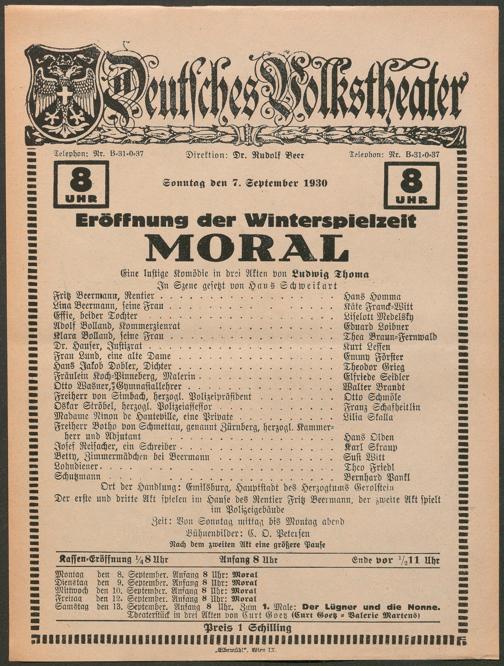 Deutsches Volkstheater
Telephon: Nr. B-31-0-37 Direktion: Dr. Rudolf Beer Telephon: Nr. B-31-0-37
8 UHR Sonntag den 7. September 1930 8 UHR
Eröffnung der Winterspielzeit
MORAL
Eine lustige Komödie in drei Akten von Ludwig Thoma
In Szene gesetzt von Hans Schweikart
Fritz Beermann, Rentier Hans Homma
Lina Beermann, seine Frau Käte Franck-Witt
Effie, beider Tochter Liselott Medelsky
Adolf Bolland, Kommerzienrat Eduard Loibner
Klara Bolland, seine Frau Thea Braun-Fernwald
Dr. Hauser, Justizrat Kurt Lessen
Frau Lund, eine alte Dame Emmy Förster
Hans Jakob Dobler, Dichter Theodor Grieg
Fräulein Koch-Pinneberg, Malerin Elfriede Seidler
Otto Wasner, Gymnasiallehrer Walter Brandt
Freiherr von Simbach, herzogl. Polizeipräsident Otto Schmöle
Oskar Ströbel, herzogl. Polizeiassessor Franz Schafheitlin
Madame Ninon de Hauteville, eine Private Lilia Skalla
Freiherr Botho von Schmettau, genannt Zürnberg, herzogl. Kammer-
herr und Adjutant Hans Olden
Josef Reisacher, ein Schreiber Karl Skraup
Betty, Zimmermädchen bei Beermann Susi Witt
Lohndiener Theo Friedl
Schutzmann Bernhard Pankl
Ort der Handlung: Emilsburg, Hauptstadt des Herzogtums Gerolstein
Der erste und dritte Akt spielen im Hause des Rentier Fritz Beermann, der zweite Akt spielt
im Polizeigebäude
Zeit: Von Sonntag mittag bis Montag abend
Bühnenbilder: C. O. Petersen
Nach dem zweiten Akt eine größere Pause
Kassen-Eröffnung ¼8 Uhr Anfang 8 Uhr Ende vor ½11 Uhr
Montag den 8. September. Anfang 8 Uhr: Moral
Dienstag den 9. September. Anfang 8 Uhr: Moral
Mittwoch den 10. September. Anfang 8 Uhr: Moral
Freitag den 12. September. Anfang 8 Uhr: Moral
Samstag den 13. September. Anfang 8 Uhr. Zum 1. Male: Der Lügner und die Nonne.
Theaterstück in drei Akten von Curt Goetz (Curt Goetz - Valerie Martens)
Preis 1 Schilling
„Elbemühl“, Wien IX.